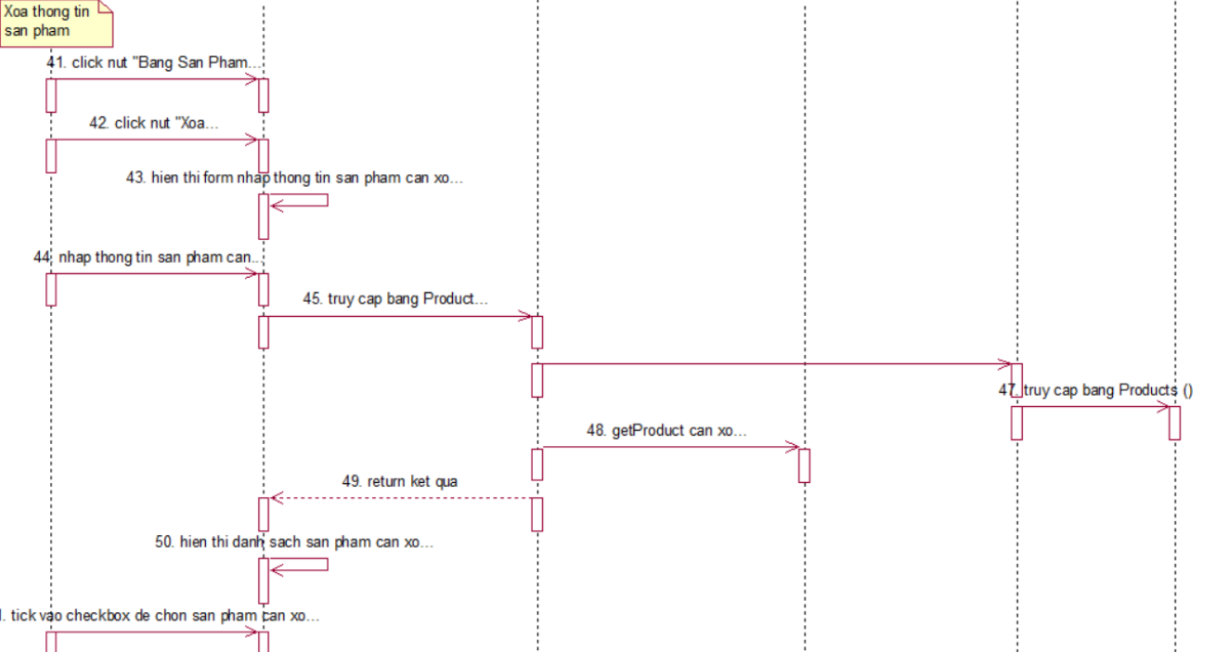 Xoa thong tin
san pham
41. click nut "Bang San Pham...
42. click nut "Xoa...
43. hien thi form nhap thong tin san pham can xo...
44. nhap thong tin san pham can...
45. truy cap bang Product...
47. truy cap bang Products ()
48. getProduct can xo...
49. return ket qua
50. hien thi danh sach san pham can xo...
. tick vao checkbox de chon san pham can xo...